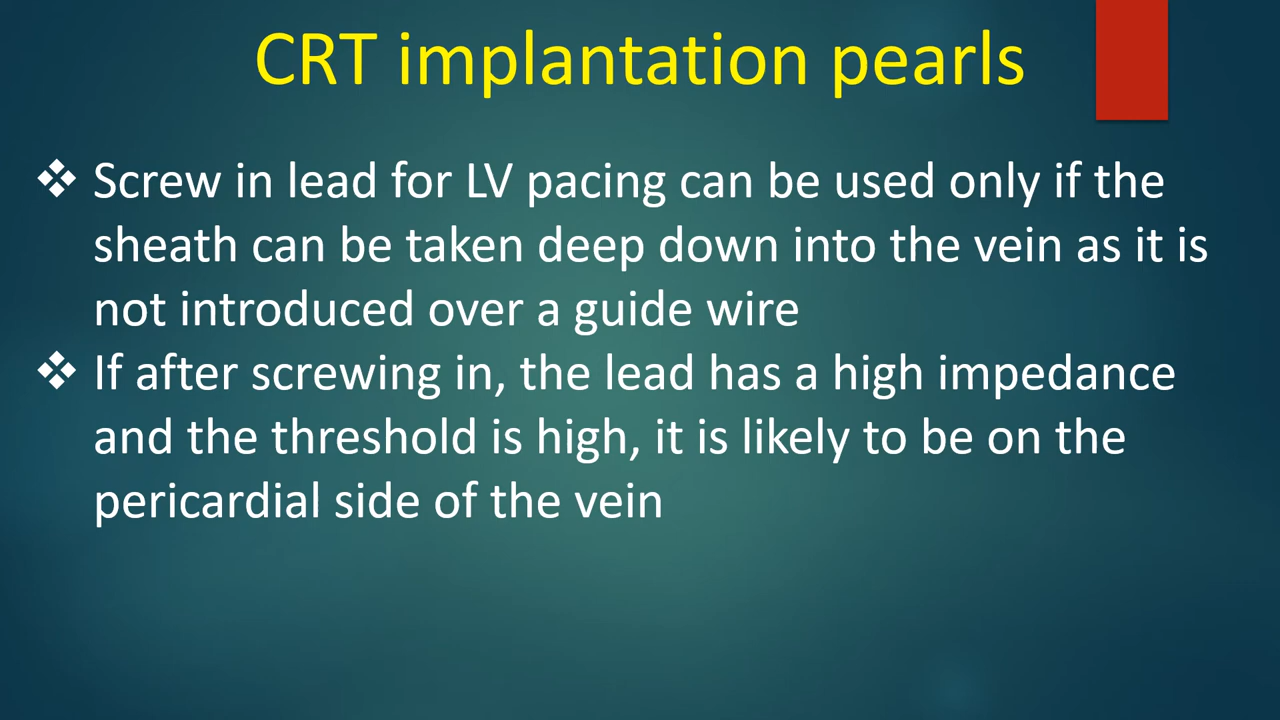 CRT implantation pearls
❖ Screw in lead for LV pacing can be used only if the
sheath can be taken deep down into the vein as it is
not introduced over a guide wire
❖ If after screwing in, the lead has a high impedance
and the threshold is high, it is likely to be on the
pericardial side of the vein